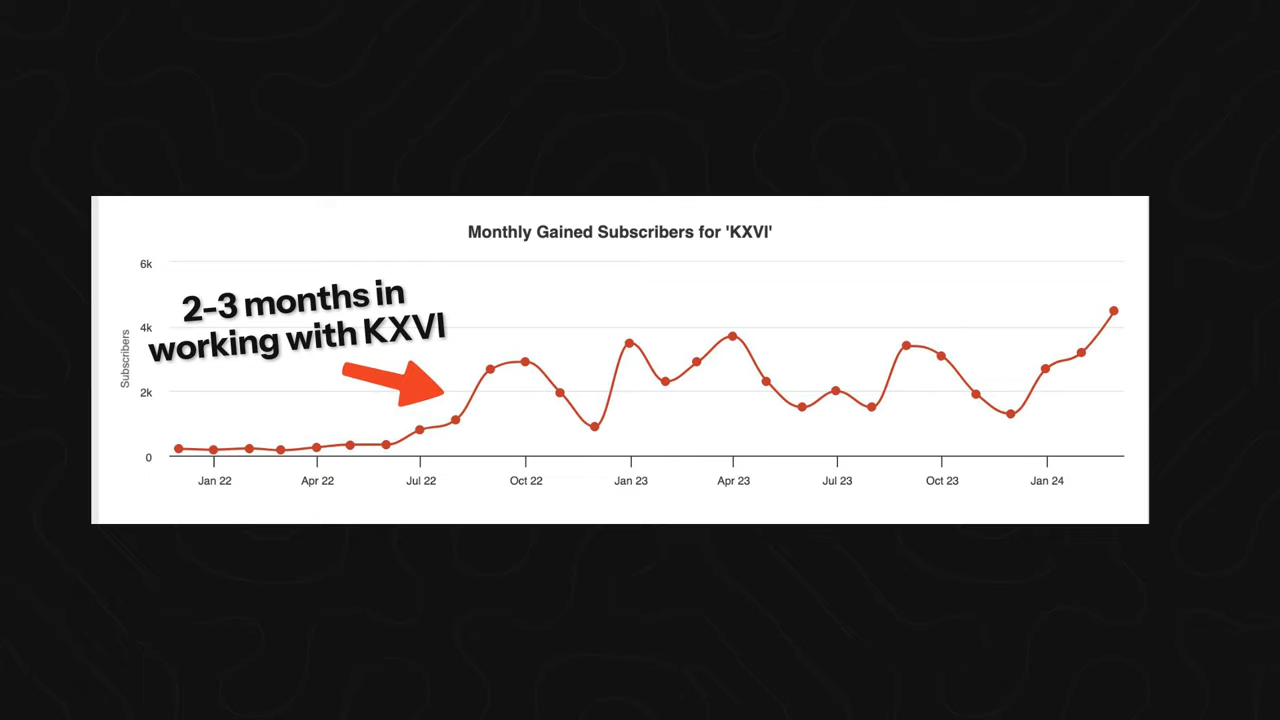 Monthly Gained Subscribers for 'KXVI'
6k
2-3 months in
working with KXVI
4k
Subscribers
2k
0
Jan 22
Apr 22
Jul 22
Oct 22
Jan 23
Apr 23
Jul 23
Oct 23
Jan 24